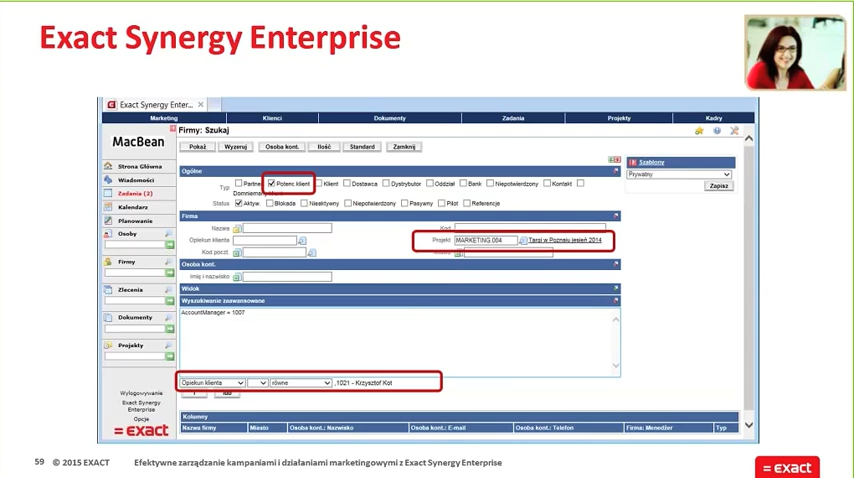 Exact Synergy Enterprise
Exact Synergy Enter...
Marketing Klienci Dokumenty Zadania Projekty Kadry
MacBean
Firmy: Szukaj
Pokaż Wyzeruj Osoba kont. Ilość Standard Zamknij
Strona Główna
Wiadomości
Zadania (2)
Kalendarz
Planowanie
Osoby
Firmy
Zlecenia
Dokumenty
Projekty
Wylogowywanie
Exact Synergy
Enterprise
Opcje
= exact
Ogólne
Typ Partner Potenc.klient Klient Dostawca Dystrybutor Oddział Bank Niepotwierdzony Kontakt
Status Aktyw. Blokada Nieaktywny Niepotwierdzony Pasywny Pilot Referencje
Firma
Nazwa Kod
Opiekun klienta Projekt MARKETING.004 Targi w Poznaniu jesień 2014
Kod poczt.
Osoba kont.
Imię i nazwisko
Widok
Wyszukiwanie zaawansowane
AccountManager = 1007
Opiekun klienta równe ,1021 - Krzysztof Kot
i lub
Kolumny
Nazwa firmy Miasto Osoba kont.: Nazwisko Osoba kont.: E-mail Osoba kont.: Telefon Firma: Menedżer Typ
Szablony
Prywatny
Zapisz
59 © 2015 EXACT Efektywne zarządzanie kampaniami i działaniami marketingowymi z Exact Synergy Enterprise
= exact